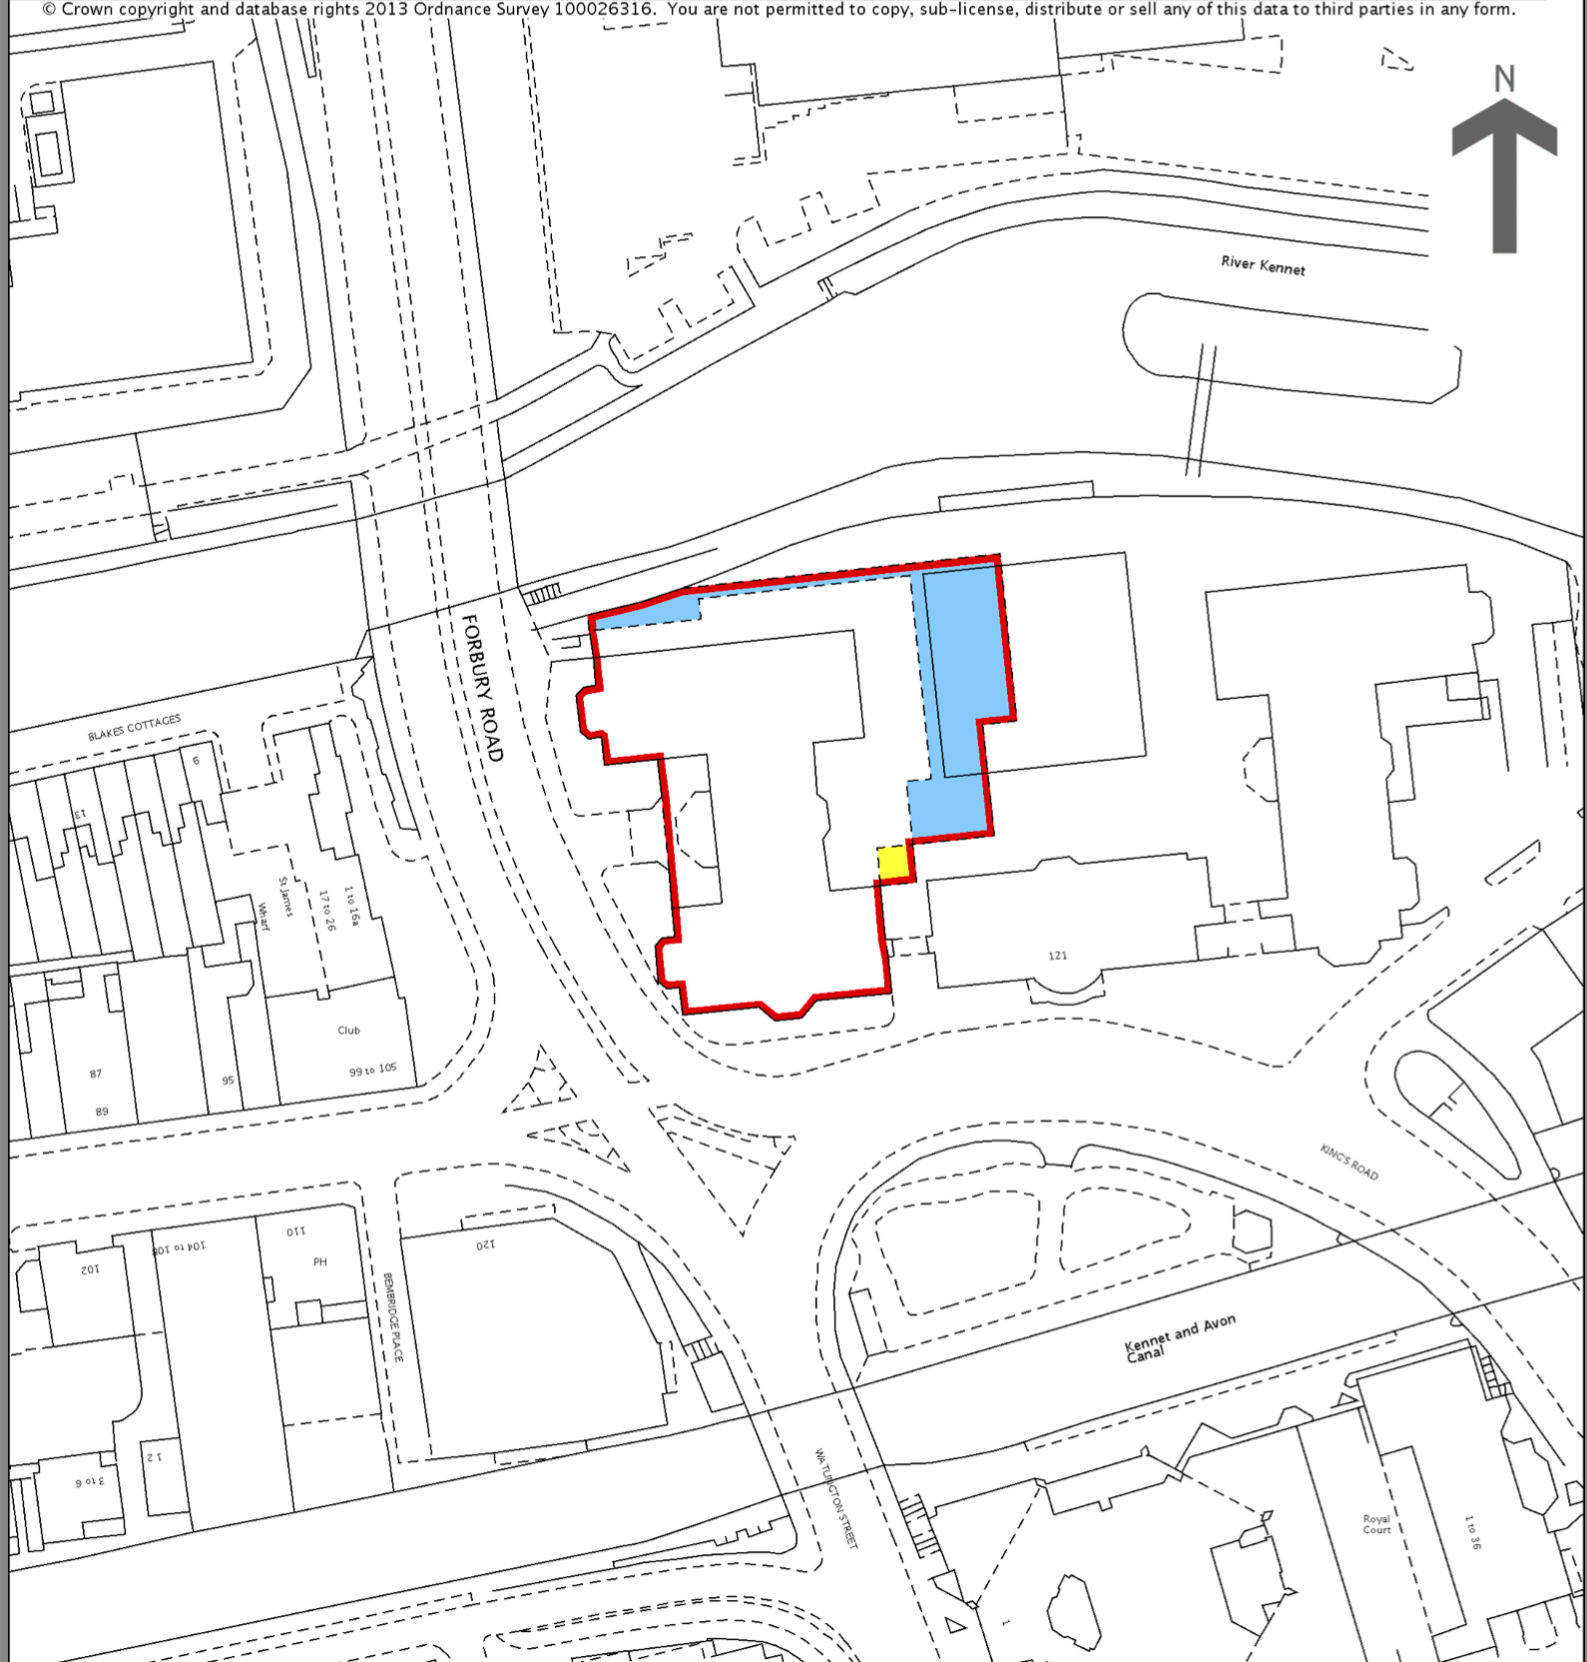 © Crown copyright and database rights 2013 Ordnance Survey 100026316. You are not permitted to copy, sub-license, distribute or sell any of this data to third parties in any form.
N
River Kennet
FORBURY ROAD
BLAKES COTTAGES
6
13
St James
Wharf
17 to 26
1 to 16a
121
Club
99 to 105
87
89
95
KING'S ROAD
102
104 to 108
110
PH
120
BEMBRIDGE PLACE
Kennet and Avon
Canal
12
3 to 6
WATLINGTON STREET
Royal
Court
1 to 36
1